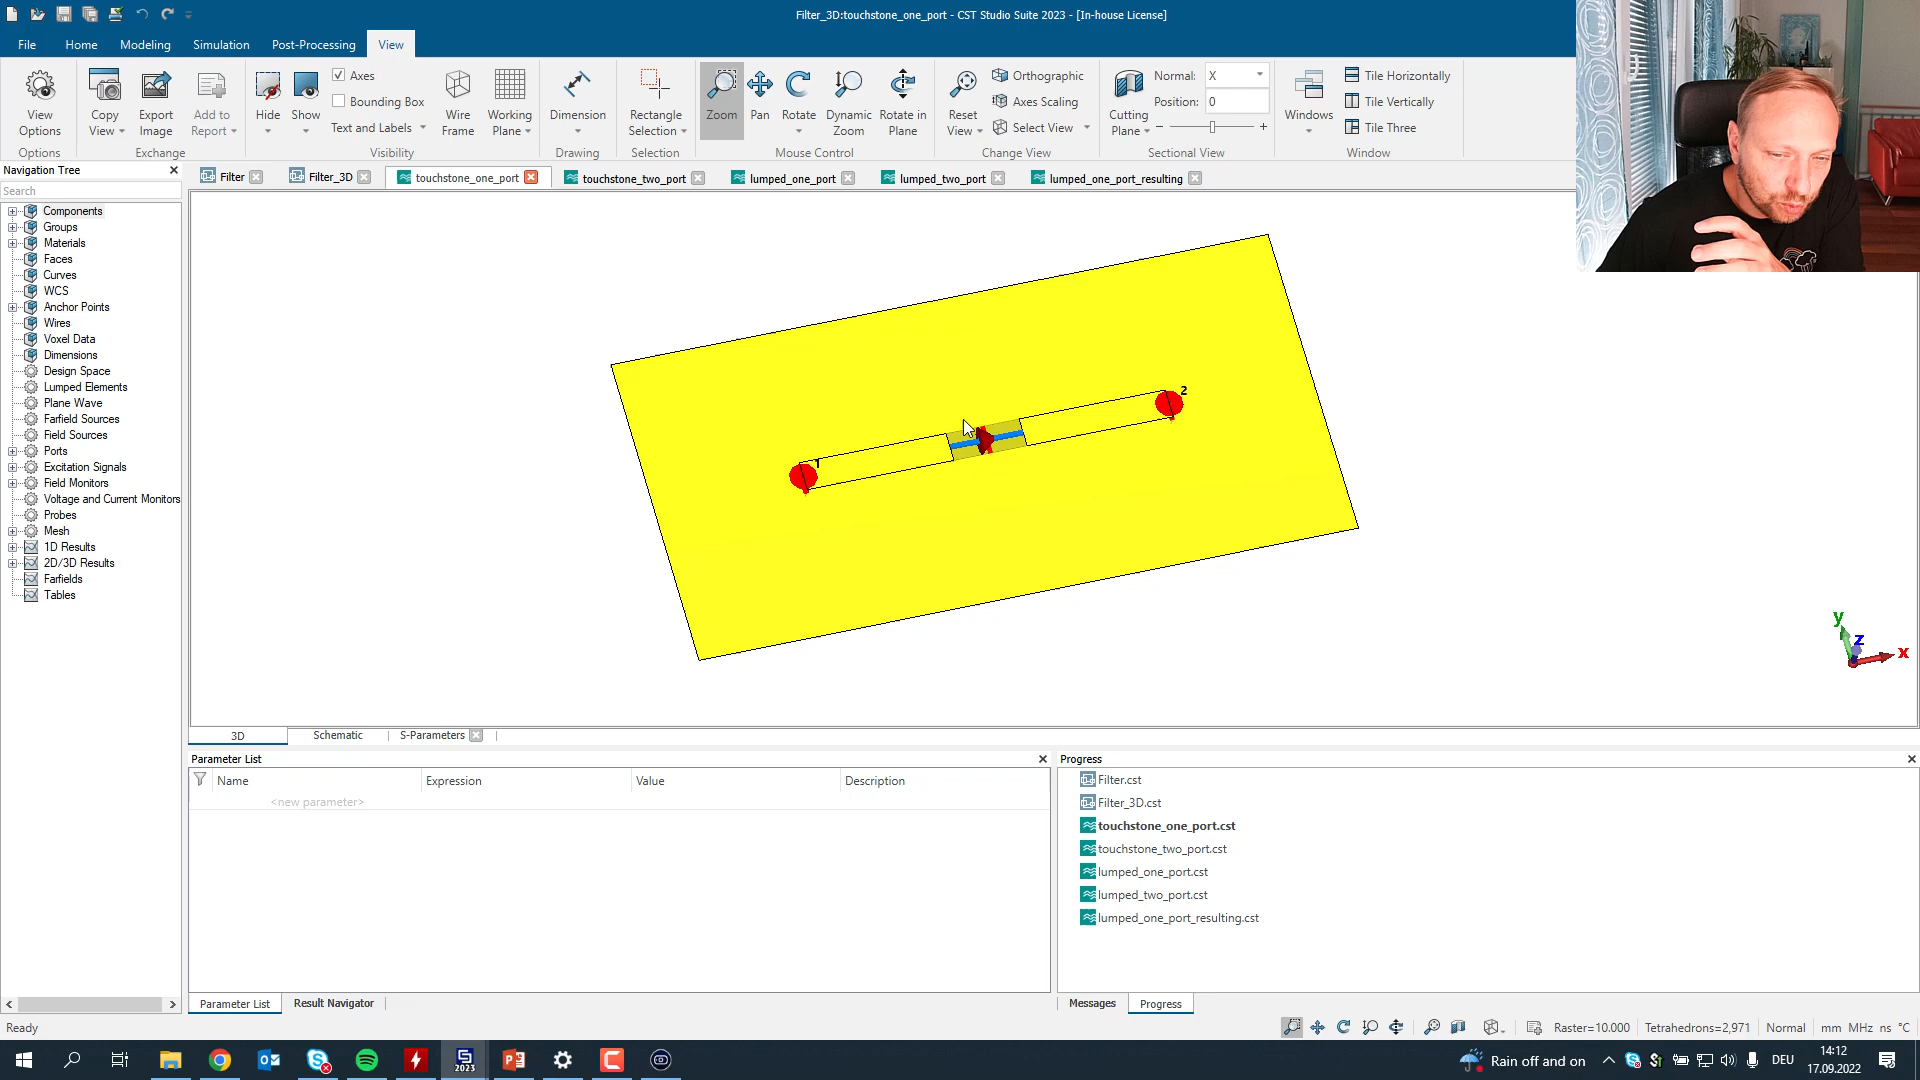 Filter_3D:touchstone_one_port - CST Studio Suite 2023 - [In-house License]
File Home Modeling Simulation Post-Processing View
View Options
Copy View
Export Image
Add to Report
Hide
Show
Axes
Bounding Box
Text and Labels
Wire Frame
Working Plane
Dimension
Rectangle Selection
Zoom
Pan
Rotate
Dynamic Zoom
Rotate in Plane
Reset View
Orthographic
Axes Scaling
Select View
Cutting Plane
Normal: X
Position: 0
Windows
Tile Horizontally
Tile Vertically
Tile Three
Options Exchange Visibility Drawing Selection Mouse Control Change View Sectional View Window
Navigation Tree
Search
Filter Filter_3D touchstone_one_port touchstone_two_port lumped_one_port lumped_two_port lumped_one_port_resulting
Components
Groups
Materials
Faces
Curves
WCS
Anchor Points
Wires
Voxel Data
Dimensions
Design Space
Lumped Elements
Plane Wave
Farfield Sources
Field Sources
Ports
Excitation Signals
Field Monitors
Voltage and Current Monitors
Probes
Mesh
1D Results
2D/3D Results
Farfields
Tables
2
1
y
z
x
3D Schematic S-Parameters
Parameter List
Name Expression Value Description
<new parameter>
Parameter List Result Navigator
Progress
Filter.cst
Filter_3D.cst
touchstone_one_port.cst
touchstone_two_port.cst
lumped_one_port.cst
lumped_two_port.cst
lumped_one_port_resulting.cst
Messages Progress
Ready
Raster=10.000 Tetrahedrons=2,971 Normal mm MHz ns °C
2023
Rain off and on
DEU
14:12
17.09.2022